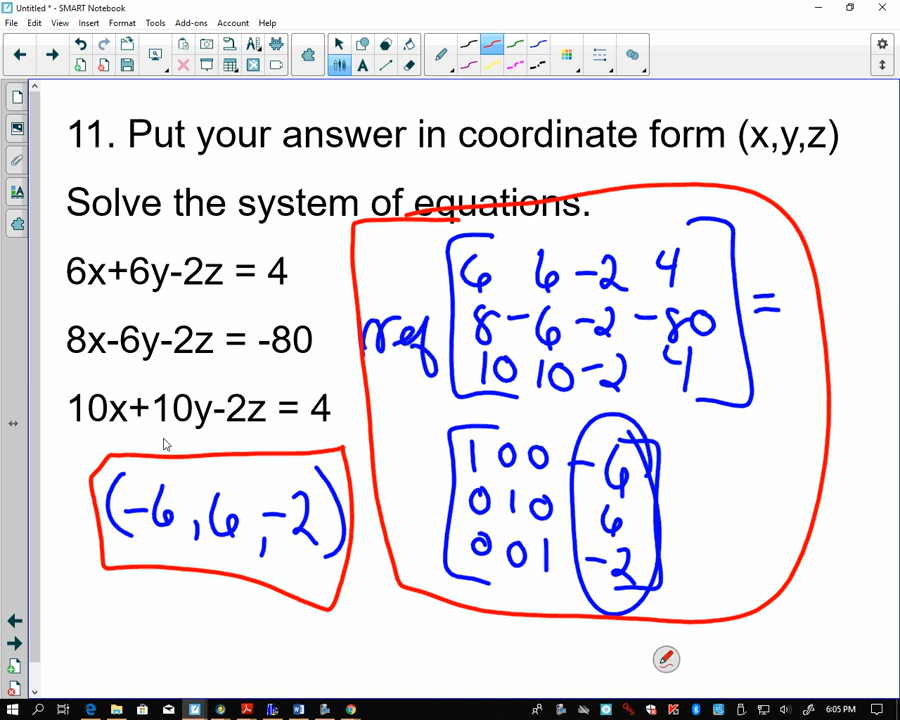 Untitled * - SMART Notebook
File Edit View Insert Format Tools Add-ons Account Help
11. Put your answer in coordinate form (x,y,z)
Solve the system of equations.
6x+6y-2z = 4
8x-6y-2z = -80
10x+10y-2z = 4
rref [ 6 6 -2 4
8 -6 -2 -80
10 10 -2 4 ] =
[ 1 0 0 -6
0 1 0 6
0 0 1 -2 ]
(-6, 6, -2)
6:05 PM